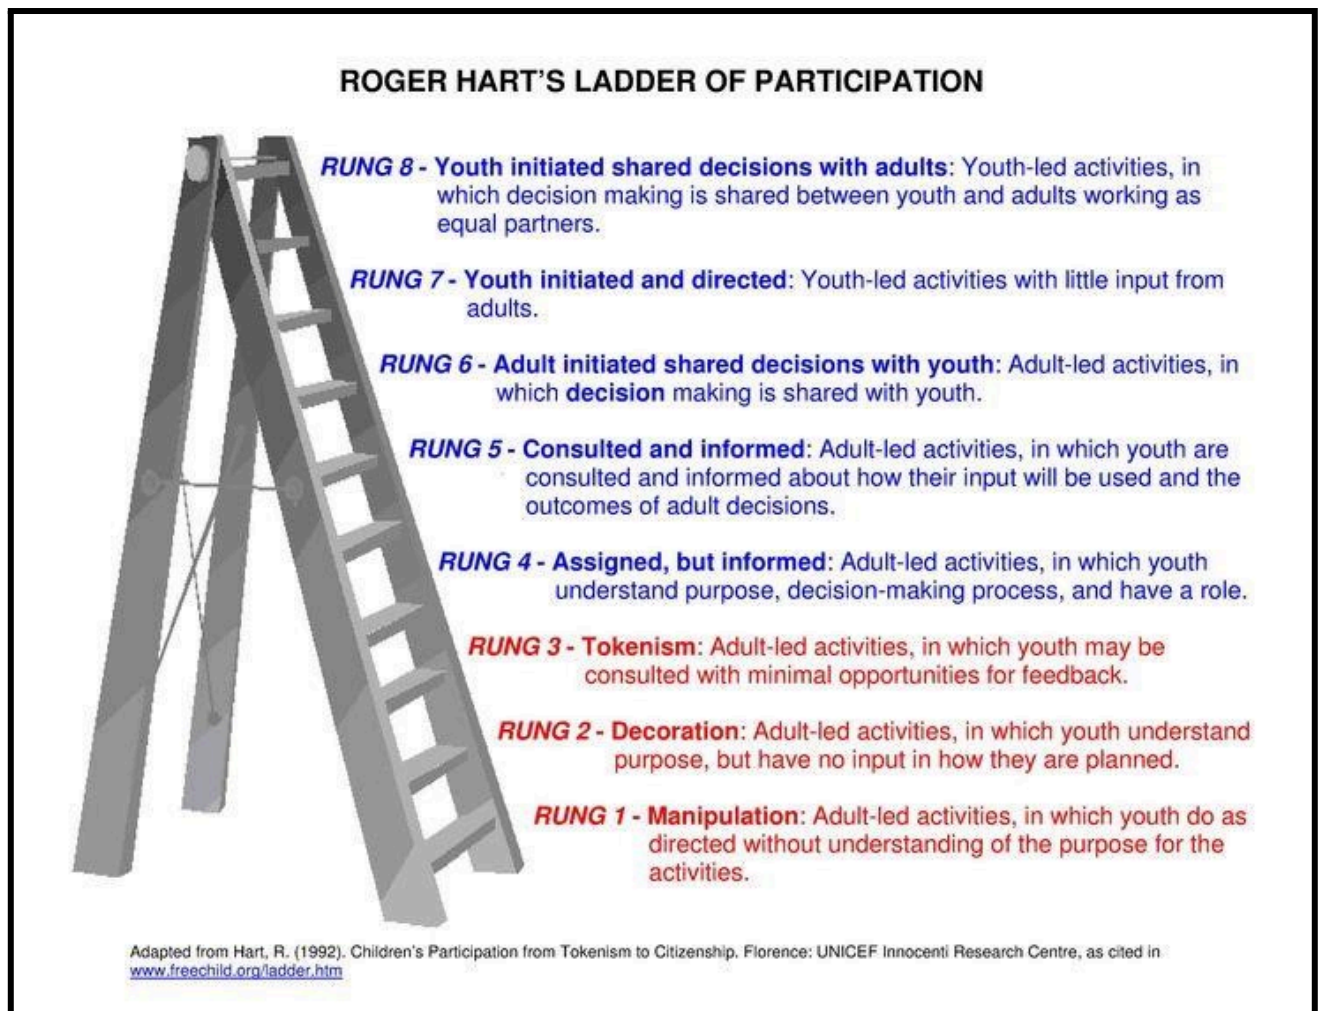 ROGER HART'S LADDER OF PARTICIPATION
RUNG 8 - Youth initiated shared decisions with adults: Youth-led activities, in
which decision making is shared between youth and adults working as
equal partners.
RUNG 7 - Youth initiated and directed: Youth-led activities with little input from
adults.
RUNG 6 - Adult initiated shared decisions with youth: Adult-led activities, in
which decision making is shared with youth.
RUNG 5 - Consulted and informed: Adult-led activities, in which youth are
consulted and informed about how their input will be used and the
outcomes of adult decisions.
RUNG 4 - Assigned, but informed: Adult-led activities, in which youth
understand purpose, decision-making process, and have a role.
RUNG 3 - Tokenism: Adult-led activities, in which youth may be
consulted with minimal opportunities for feedback.
RUNG 2 - Decoration: Adult-led activities, in which youth understand
purpose, but have no input in how they are planned.
RUNG 1 - Manipulation: Adult-led activities, in which youth do as
directed without understanding of the purpose for the
activities.
Adapted from Hart, R. (1992). Children's Participation from Tokenism to Citizenship. Florence: UNICEF Innocenti Research Centre, as cited in
www.freechild.org/ladder.htm